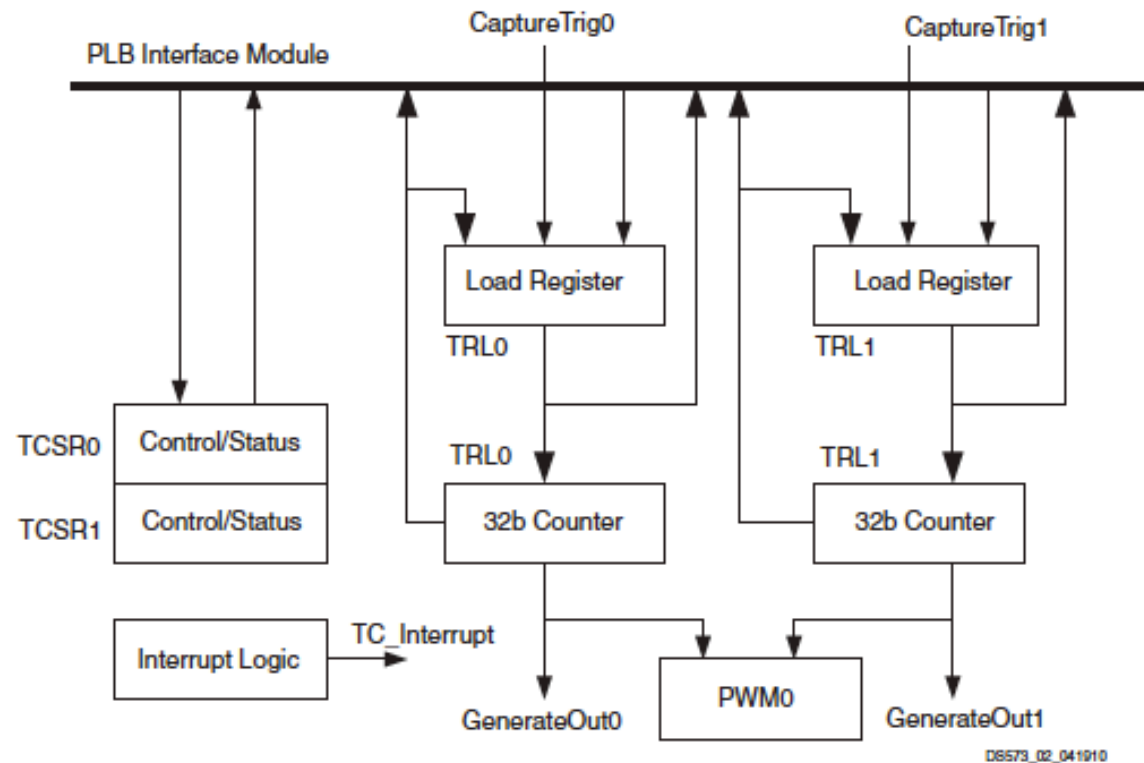 CaptureTrig0
CaptureTrig1
PLB Interface Module
Load Register
Load Register
TRL0
TRL1
TCSR0
Control/Status
TRL0
TRL1
TCSR1
Control/Status
32b Counter
32b Counter
TC_Interrupt
Interrupt Logic
PWM0
GenerateOut0
GenerateOut1
DS573_02_041910